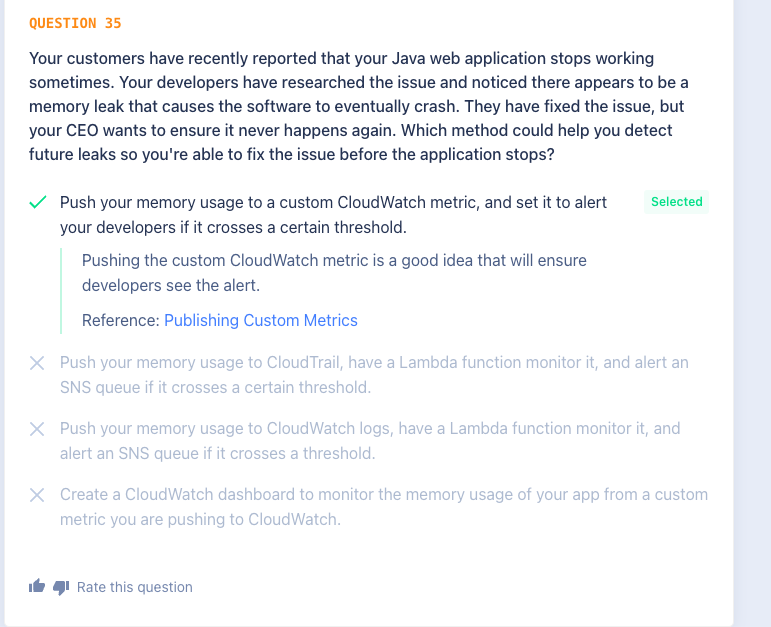 QUESTION 35
Your customers have recently reported that your Java web application stops working
sometimes. Your developers have researched the issue and noticed there appears to be a
memory leak that causes the software to eventually crash. They have fixed the issue, but
your CEO wants to ensure it never happens again. Which method could help you detect
future leaks so you're able to fix the issue before the application stops?
Push your memory usage to a custom CloudWatch metric, and set it to alert
your developers if it crosses a certain threshold.
Selected
Pushing the custom CloudWatch metric is a good idea that will ensure
developers see the alert.
Reference: Publishing Custom Metrics
Push your memory usage to CloudTrail, have a Lambda function monitor it, and alert an
SNS queue if it crosses a certain threshold.
Push your memory usage to CloudWatch logs, have a Lambda function monitor it, and
alert an SNS queue if it crosses a threshold.
Create a CloudWatch dashboard to monitor the memory usage of your app from a custom
metric you are pushing to CloudWatch.
Rate this question